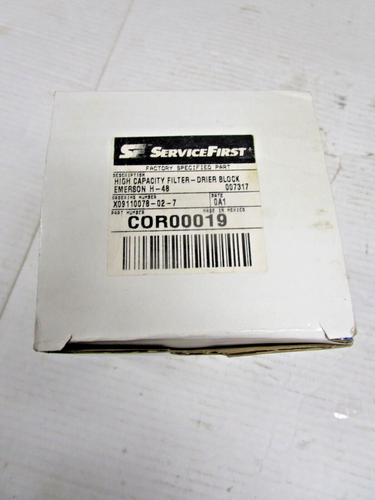 SF SERVICEFIRST
FACTORY SPECIFIED PART
DESCRIPTION
HIGH CAPACITY FILTER-DRIER BLOCK
EMERSON H-48 007317
ORDERING NUMBER DATE
X09110078-02-7 0A1
PART NUMBER MADE IN MEXICO
COR00019